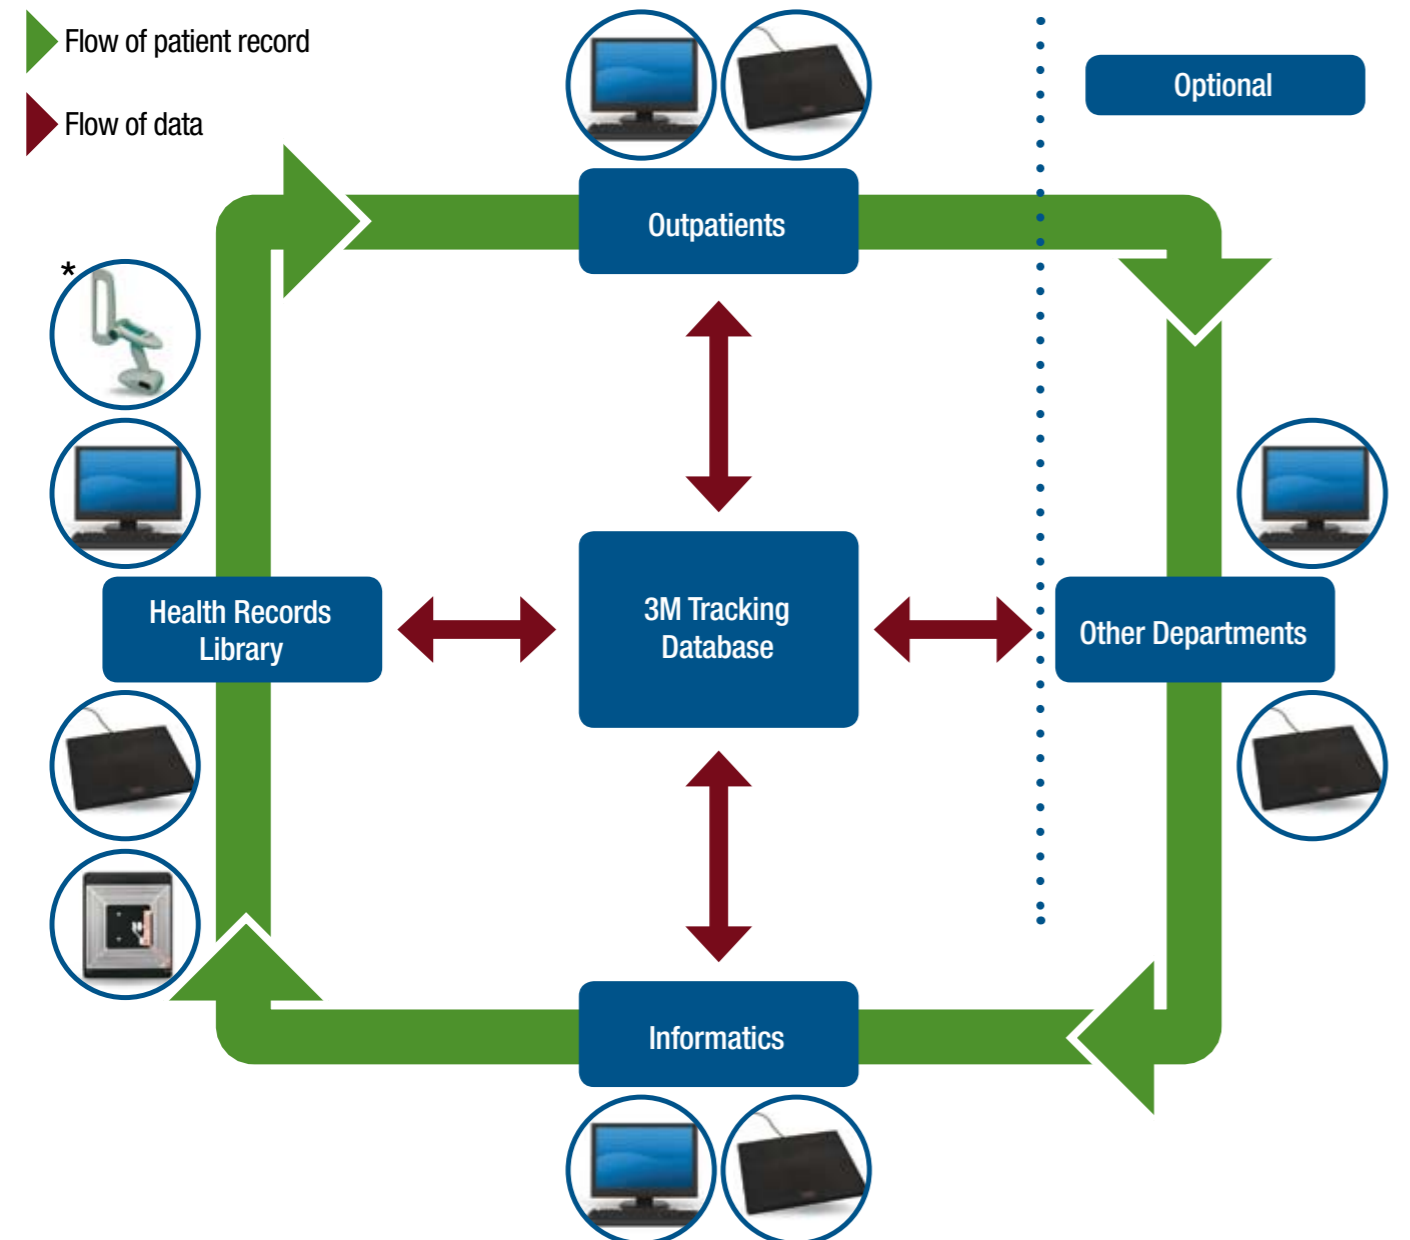 Flow of patient record
Flow of data
Optional
Outpatients
*
Health Records
Library
3M Tracking
Database
Other Departments
Informatics